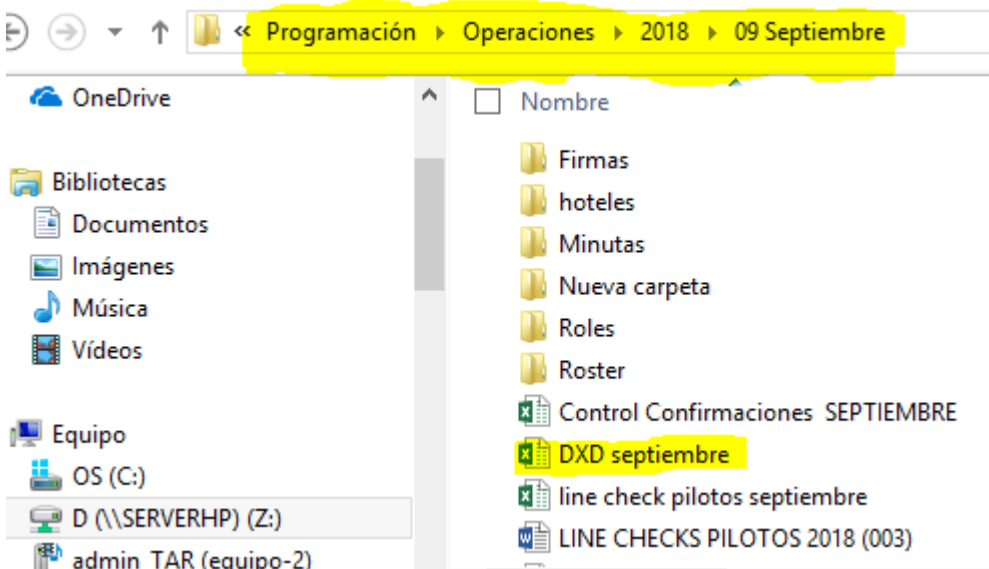 « Programación Operaciones 2018 09 Septiembre
OneDrive
Bibliotecas
Documentos
Imágenes
Música
Vídeos
Equipo
OS (C:)
D (\\SERVERHP) (Z:)
admin_TAR (equipo-2)
Nombre
Firmas
hoteles
Minutas
Nueva carpeta
Roles
Roster
Control Confirmaciones  SEPTIEMBRE
DXD septiembre
line check pilotos septiembre
LINE CHECKS PILOTOS 2018 (003)